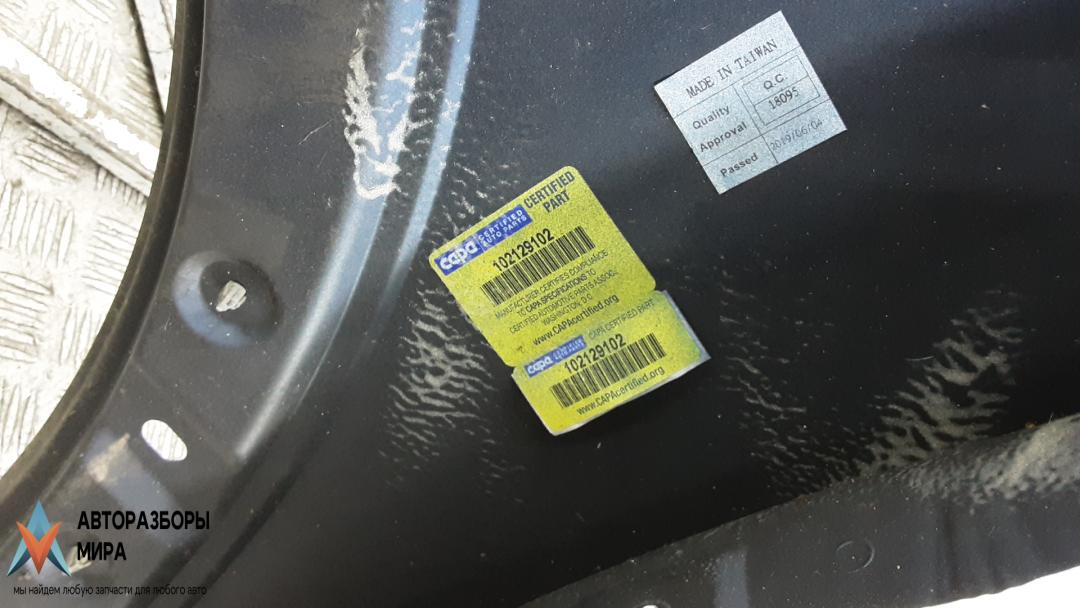 MADE IN TAIWAN
Quality
Approval
Passed
Q.C.
18095
2019/06/04
capa CERTIFIED AUTO PARTS
CERTIFIED PART
102129102
MANUFACTURER CERTIFIES COMPLIANCE
TO CAPA SPECIFICATIONS TO
CERTIFIED AUTOMOTIVE PARTS ASSOC.,
WASHINGTON, D.C.
www.CAPAcertified.org
capa CAPA CERTIFIED PART
102129102
www.CAPAcertified.org
АВТОРАЗБОРЫ
МИРА
мы найдем любую запчасти для любого авто